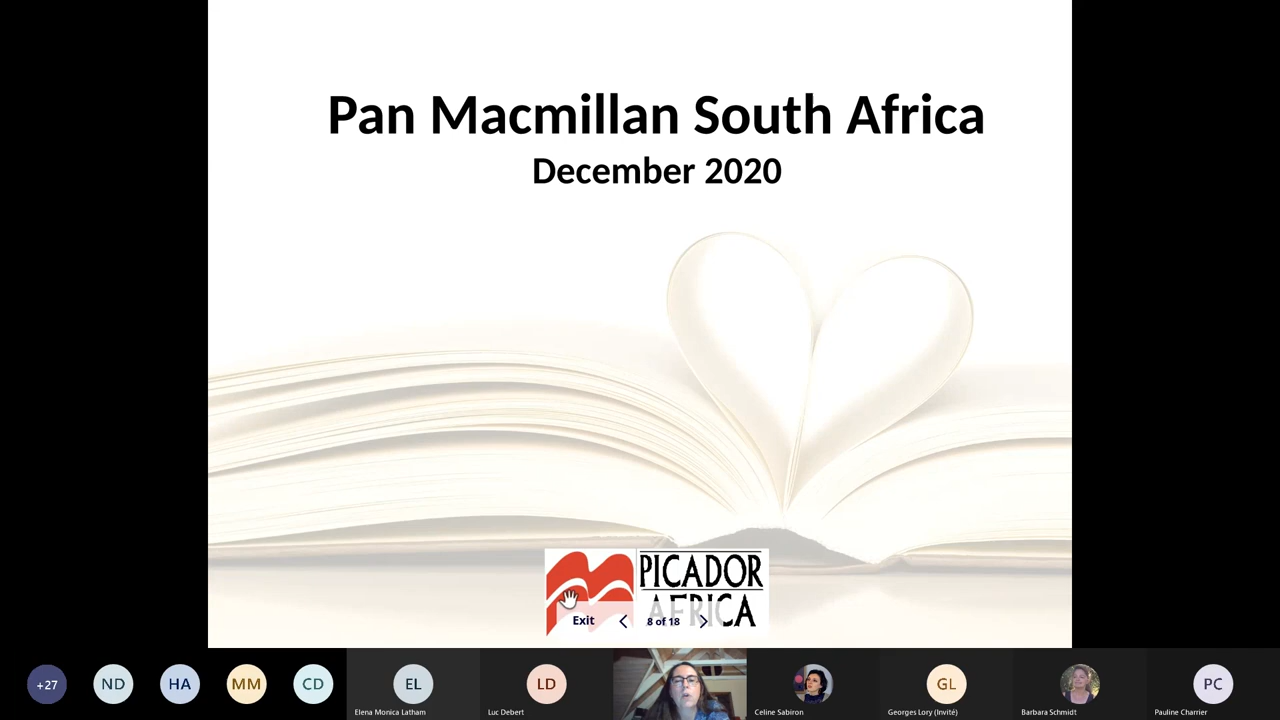 Pan Macmillan South Africa
December 2020
PICADOR
AFRICA
Exit
8 of 18
+27
ND
HA
MM
CD
EL
LD
GL
PC
Elena Monica Latham
Luc Debert
Celine Sabiron
Georges Lory (Invité)
Barbara Schmidt
Pauline Charrier